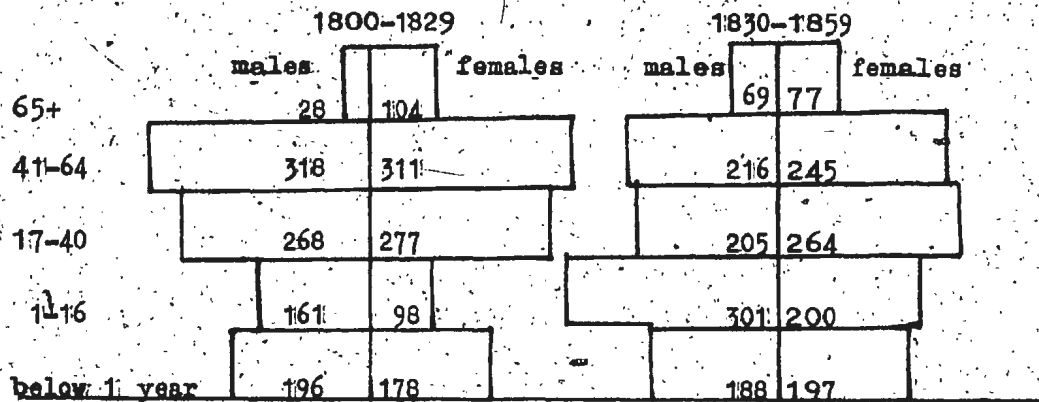 1800-1829 1830-1859
males females males females
65+ 28 104 69 77
41-64 318 311 216 245
17-40 268 277 205 264
1-16 161 98 301 200
below 1 year 196 178 188 197